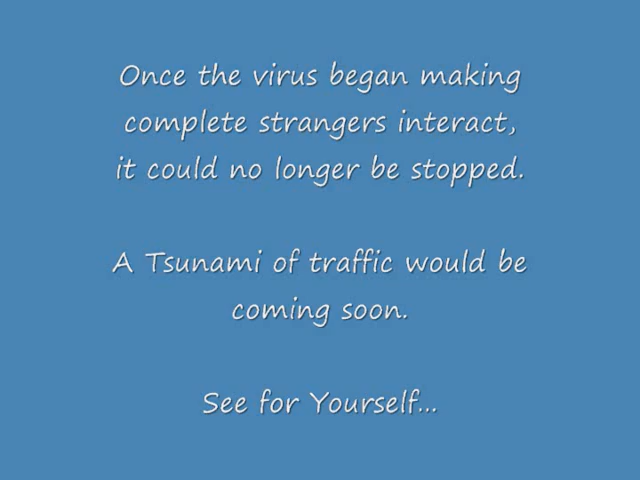 Once the virus began making
complete strangers interact,
it could no longer be stopped.
A Tsunami of traffic would be
coming soon.
See for Yourself...